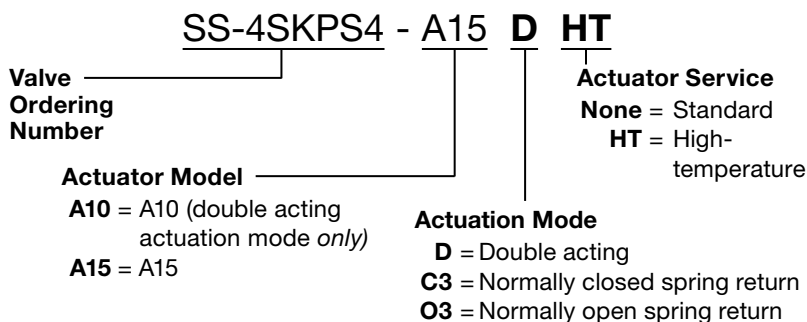 SS-4SKPS4 - A15 D HT
Valve
Ordering
Number
Actuator Model
A10 = A10 (double acting
actuation mode only)
A15 = A15
Actuation Mode
D = Double acting
C3 = Normally closed spring return
O3 = Normally open spring return
Actuator Service
None = Standard
HT = High-
temperature